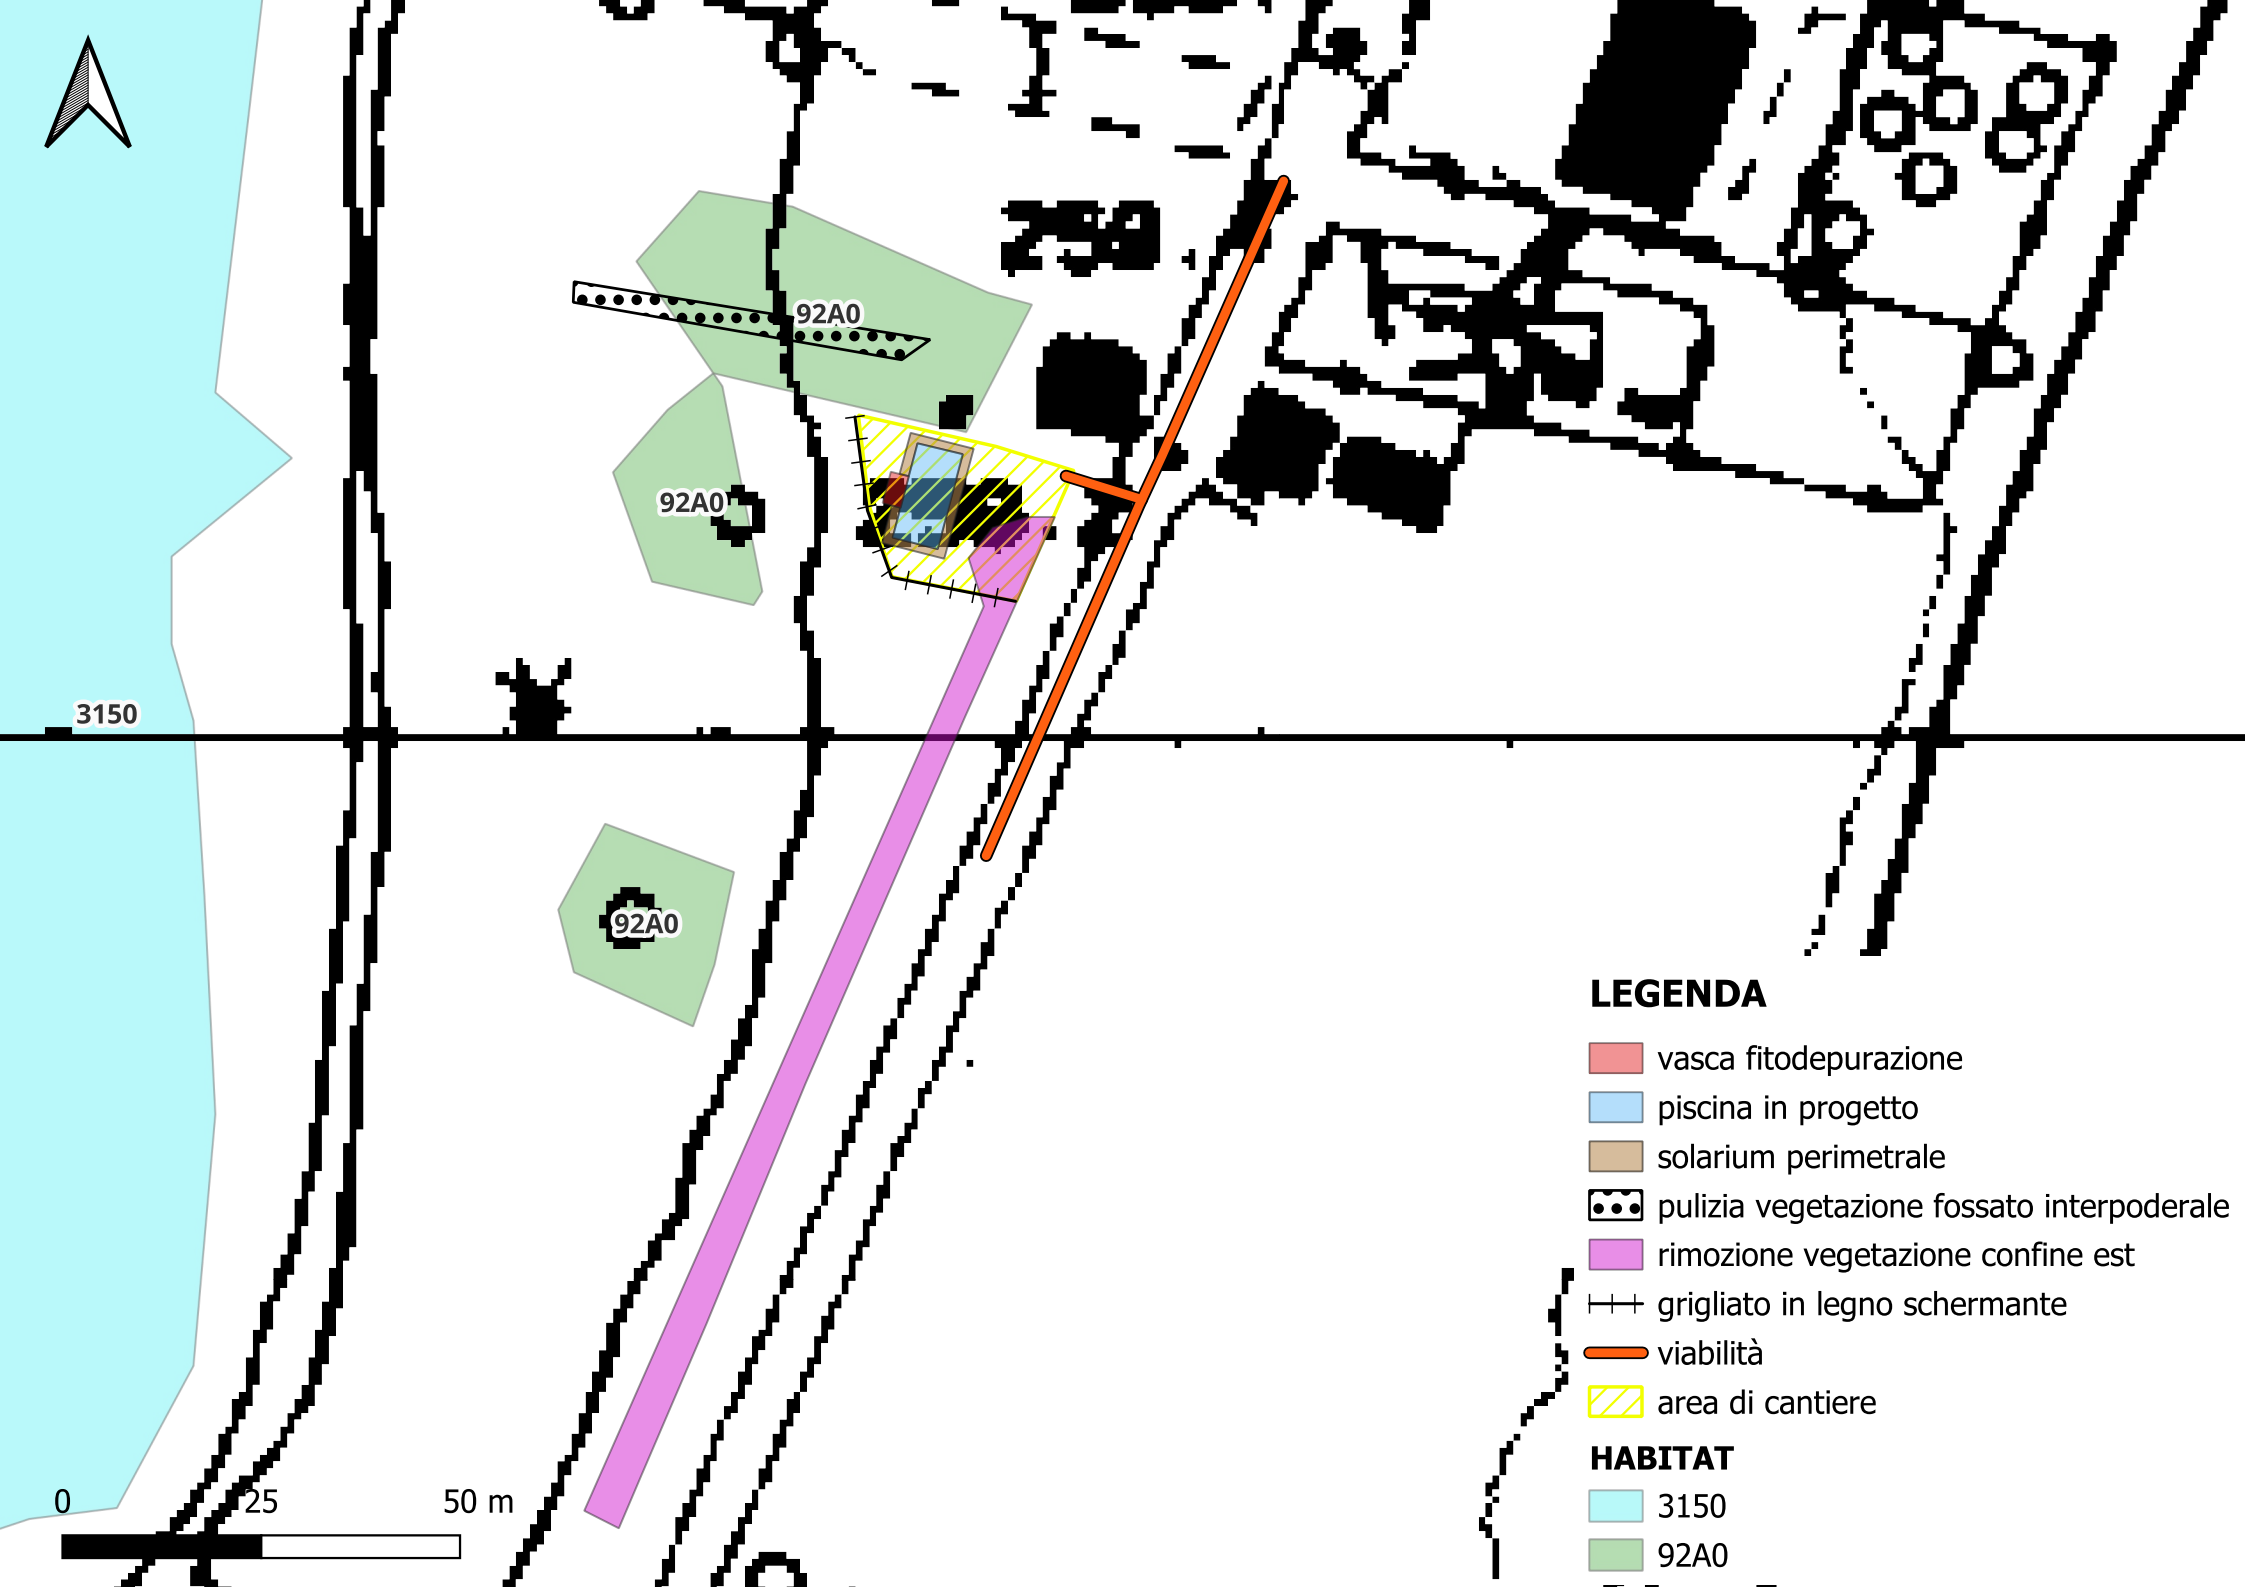 92A0
92A0
3150
92A0
LEGENDA
vasca fitodepurazione
piscina in progetto
solarium perimetrale
pulizia vegetazione fossato interpoderale
rimozione vegetazione confine est
grigliato in legno schermante
viabilità
area di cantiere
HABITAT
3150
92A0
0 25 50 m